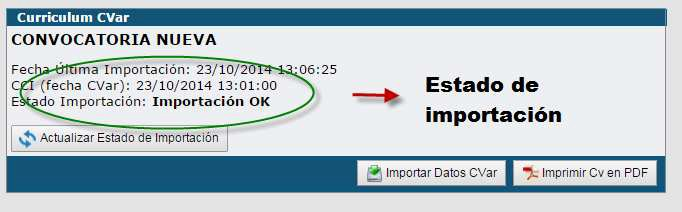 Curriculum CVar
CONVOCATORIA NUEVA
Fecha Última Importación: 23/10/2014 13:06:25
CCI (fecha CVar): 23/10/2014 13:01:00
Estado Importación: Importación OK
Estado de
importación
Actualizar Estado de Importación
Importar Datos CVar
Imprimir Cv en PDF